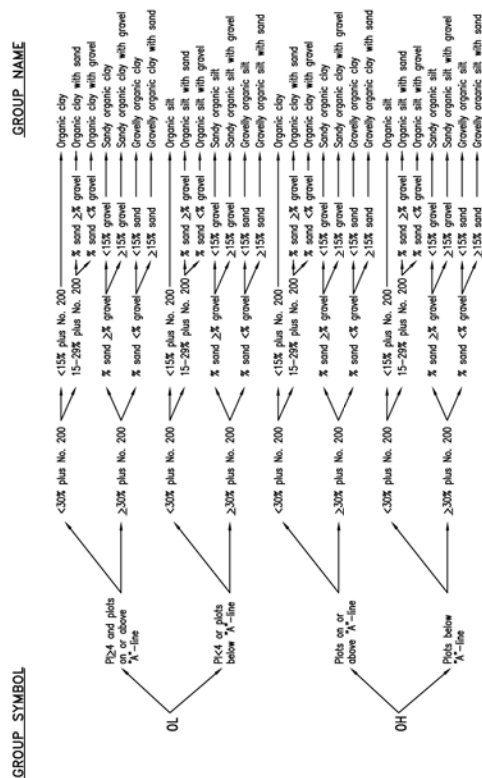 GROUP SYMBOL
GROUP NAME
OL
PI≥4 and plots
on or above
"A"-line
<30% plus No. 200
<15% plus No. 200
Organic clay
15-29% plus No. 200
% sand ≥% gravel
Organic clay with sand
% sand <% gravel
Organic clay with gravel
≥30% plus No. 200
% sand ≥% gravel
<15% gravel
Sandy organic clay
≥15% gravel
Sandy organic clay with gravel
% sand <% gravel
<15% sand
Gravelly organic clay
≥15% sand
Gravelly organic clay with sand
PI<4 or plots
below "A"-line
<30% plus No. 200
<15% plus No. 200
Organic silt
15-29% plus No. 200
% sand ≥% gravel
Organic silt with sand
% sand <% gravel
Organic silt with gravel
≥30% plus No. 200
% sand ≥% gravel
<15% gravel
Sandy organic silt
≥15% gravel
Sandy organic silt with gravel
% sand <% gravel
<15% sand
Gravelly organic silt
≥15% sand
Gravelly organic silt with sand
OH
Plots on or
above "A"-line
<30% plus No. 200
<15% plus No. 200
Organic clay
15-29% plus No. 200
% sand ≥% gravel
Organic clay with sand
% sand <% gravel
Organic clay with gravel
≥30% plus No. 200
% sand ≥% gravel
<15% gravel
Sandy organic clay
≥15% gravel
Sandy organic clay with gravel
% sand <% gravel
<15% sand
Gravelly organic clay
≥15% sand
Gravelly organic clay with sand
Plots below
"A"-line
<30% plus No. 200
<15% plus No. 200
Organic silt
15-29% plus No. 200
% sand ≥% gravel
Organic silt with sand
% sand <% gravel
Organic silt with gravel
≥30% plus No. 200
% sand ≥% gravel
<15% gravel
Sandy organic silt
≥15% gravel
Sandy organic silt with gravel
% sand <% gravel
<15% sand
Gravelly organic silt
≥15% sand
Gravelly organic silt with sand